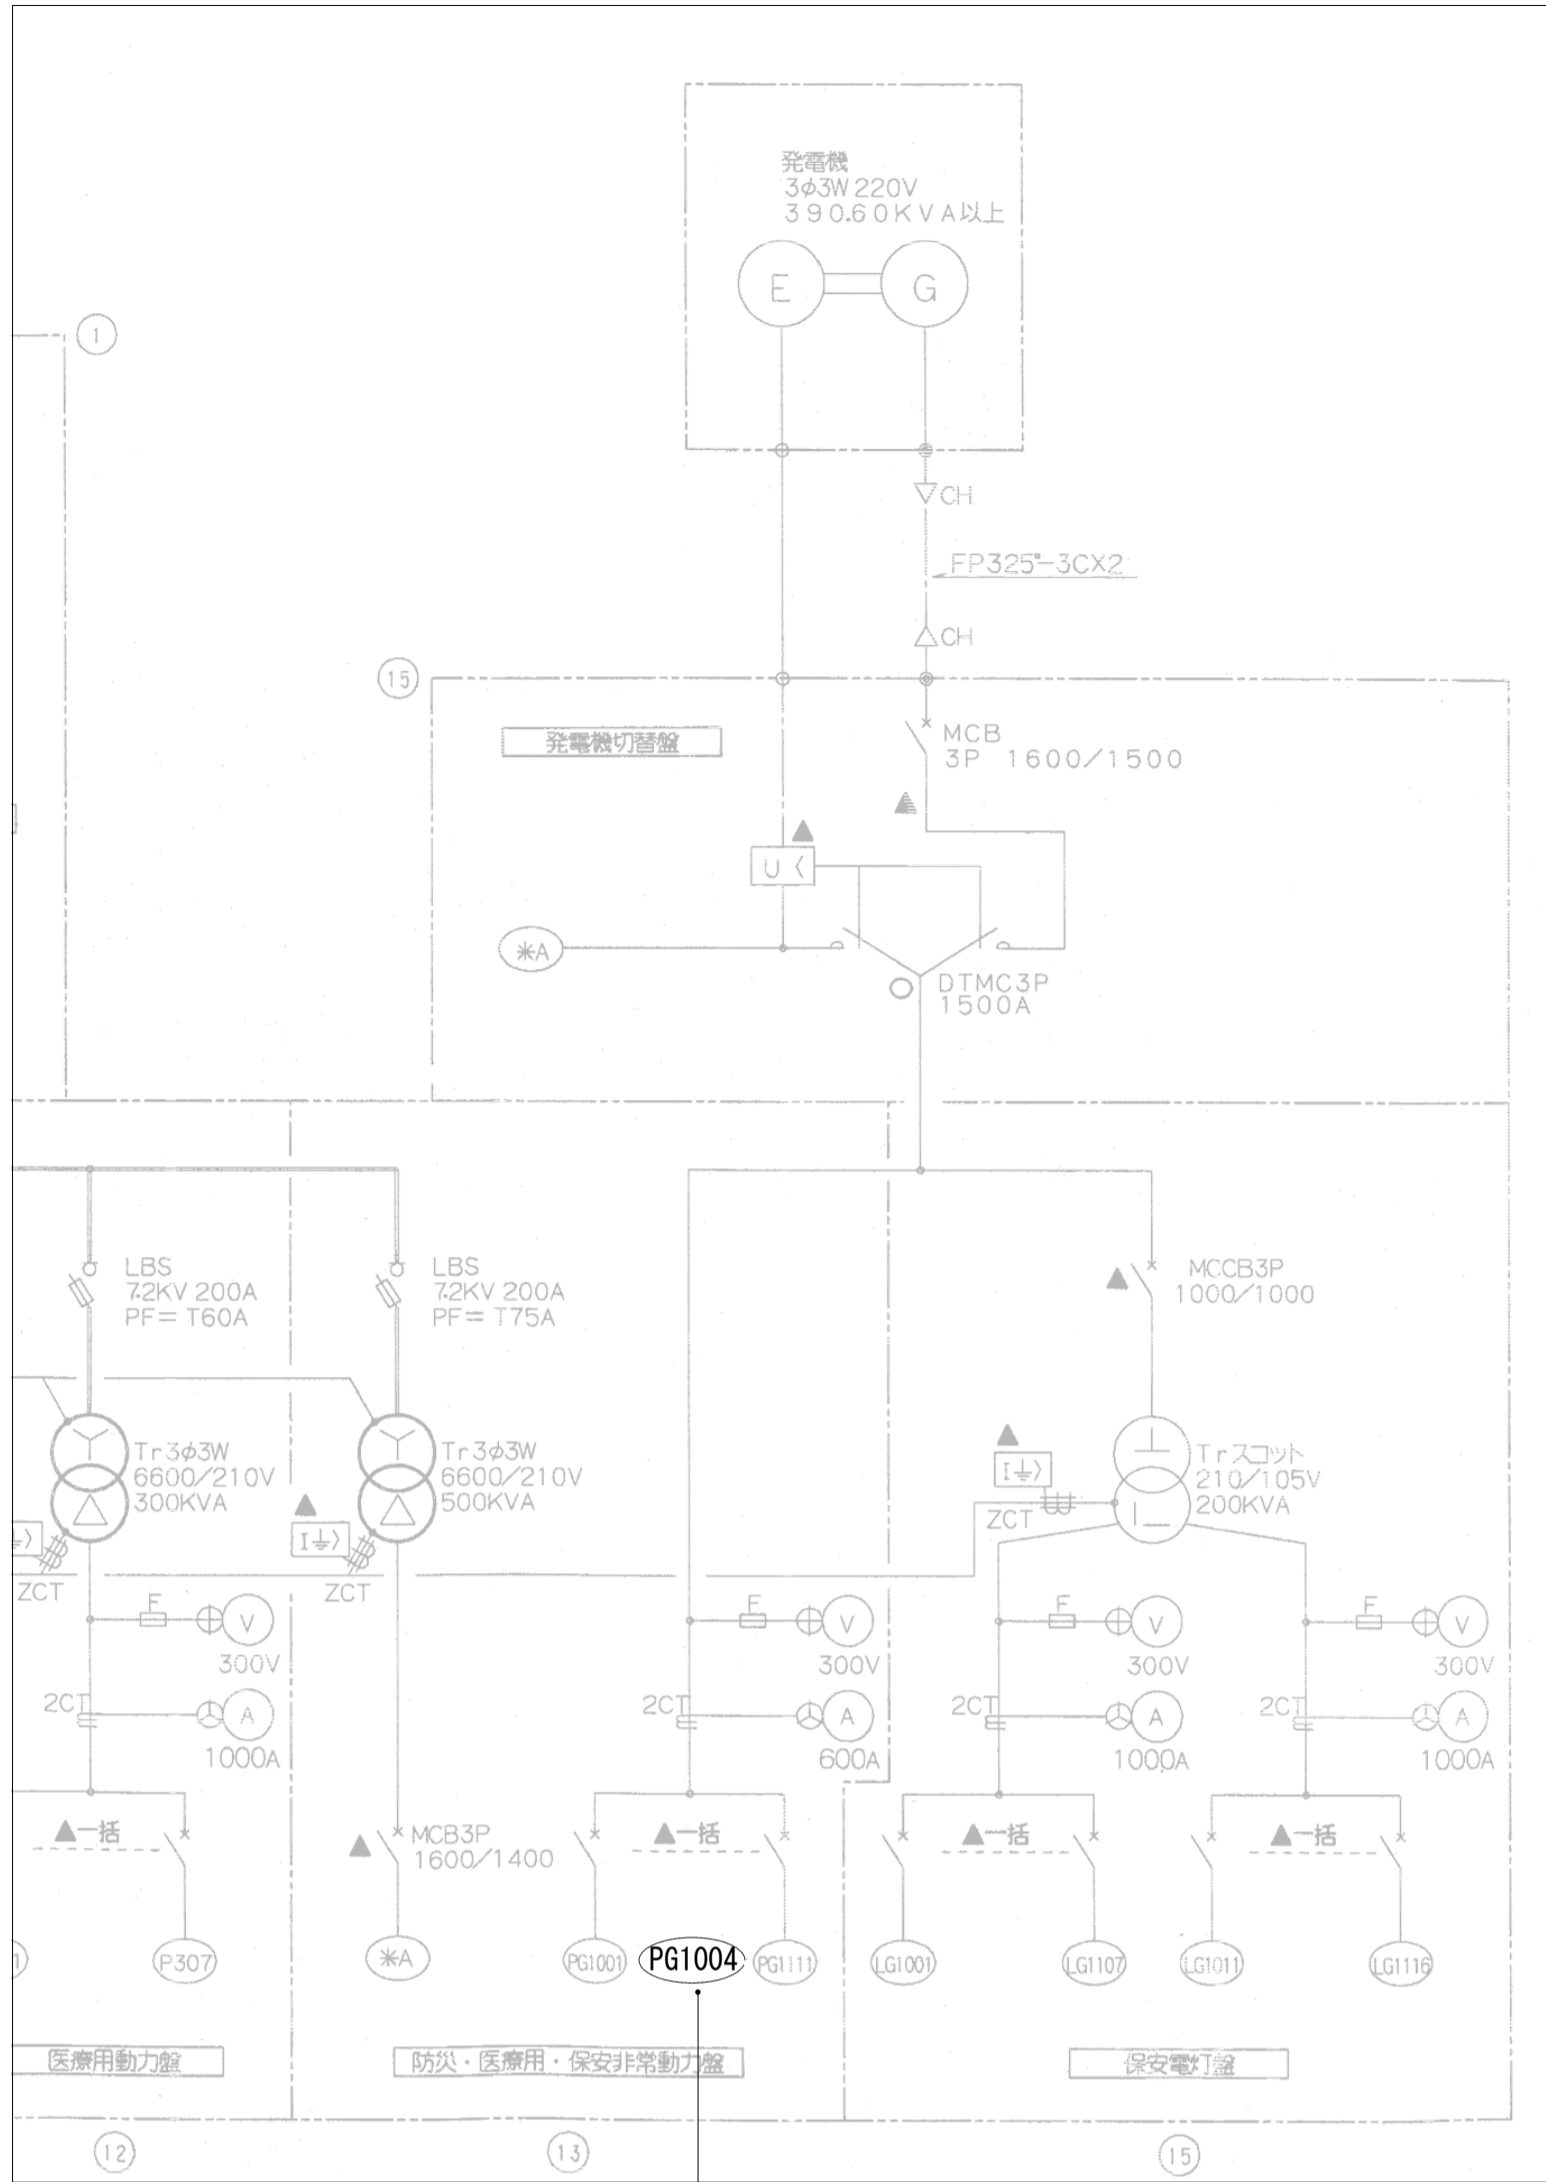 発電機
3φ3W 220V
390.60KVA以上
E
G
1
CH
FP325□-3CX2
CH
15
発電機切替盤
MCB
3P 1600/1500
U <
＊A
DTMC3P
1500A
LBS
7.2KV 200A
PF= T60A
LBS
7.2KV 200A
PF= T75A
MCCB3P
1000/1000
Tr3φ3W
6600/210V
300KVA
Tr3φ3W
6600/210V
500KVA
Trスコット
210/105V
200KVA
I⏚>
I⏚>
ZCT
ZCT
ZCT
F
V
300V
F
V
300V
F
V
300V
F
V
300V
2CT
A
1000A
2CT
A
600A
2CT
A
1000A
2CT
A
1000A
▲一括
▲一括
▲一括
▲一括
MCB3P
1600/1400
P307
＊A
PG1001
PG1004
PG1111
LG1001
LG1107
LG1011
LG1116
医療用動力盤
防災・医療用・保安非常動力盤
保安電灯盤
12
13
15